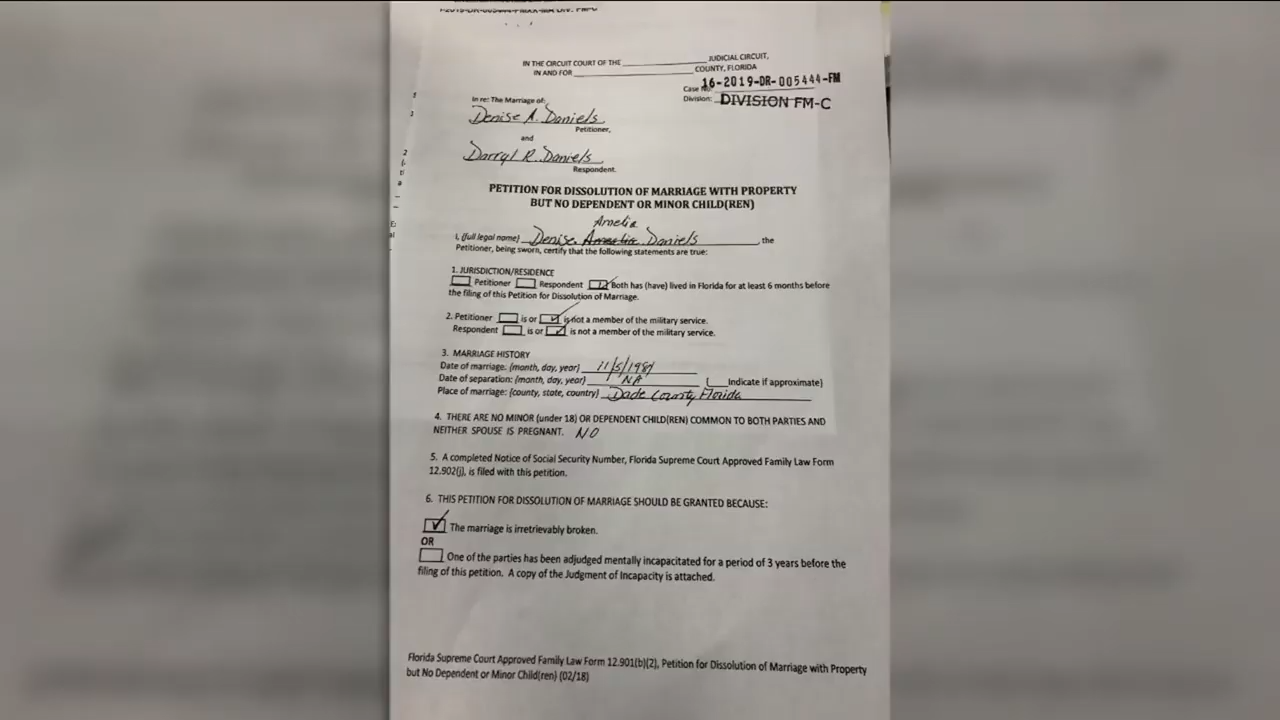 IN THE CIRCUIT COURT OF THE ____________ JUDICIAL CIRCUIT,
IN AND FOR ____________ COUNTY, FLORIDA
Case No 16-2019-DR-005444-FM
Division: DIVISION FM-C
In re: The Marriage of:
Denise A. Daniels
Petitioner,
and
Darryl R. Daniels
Respondent.
PETITION FOR DISSOLUTION OF MARRIAGE WITH PROPERTY
BUT NO DEPENDENT OR MINOR CHILD(REN)
Amelia
I, (full legal name) Denise Daniels, the
Petitioner, being sworn, certify that the following statements are true:
1. JURISDICTION/RESIDENCE
Petitioner Respondent Both has (have) lived in Florida for at least 6 months before
the filing of this Petition for Dissolution of Marriage.
2. Petitioner is or is not a member of the military service.
Respondent is or is not a member of the military service.
3. MARRIAGE HISTORY
Date of marriage: (month, day, year)
Date of separation: (month, day, year) NA (___Indicate if approximate)
Place of marriage: (county, state, country) Dade County, Florida
4. THERE ARE NO MINOR (under 18) OR DEPENDENT CHILD(REN) COMMON TO BOTH PARTIES AND
NEITHER SPOUSE IS PREGNANT. NO
5. A completed Notice of Social Security Number, Florida Supreme Court Approved Family Law Form
12.902(j), is filed with this petition.
6. THIS PETITION FOR DISSOLUTION OF MARRIAGE SHOULD BE GRANTED BECAUSE:
The marriage is irretrievably broken.
OR
One of the parties has been adjudged mentally incapacitated for a period of 3 years before the
filing of this petition. A copy of the Judgment of Incapacity is attached.
Florida Supreme Court Approved Family Law Form 12.901(b)(2), Petition for Dissolution of Marriage with Property
but No Dependent or Minor Child(ren) (02/18)